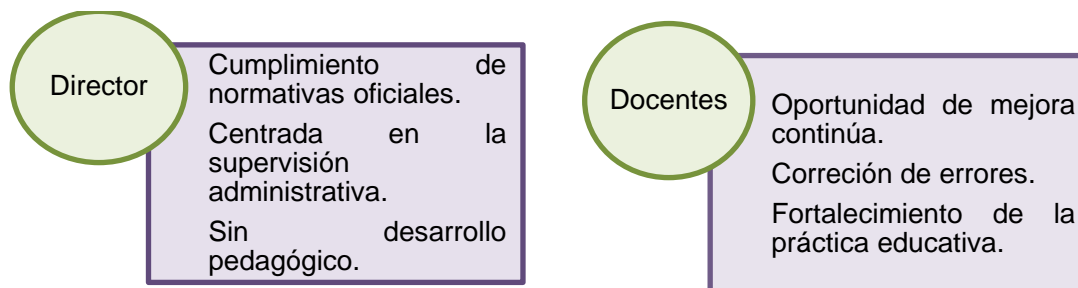 Director
Cumplimiento de
normativas oficiales.
Centrada en la
supervisión
administrativa.
Sin desarrollo
pedagógico.
Docentes
Oportunidad de mejora
continúa.
Correción de errores.
Fortalecimiento de la
práctica educativa.